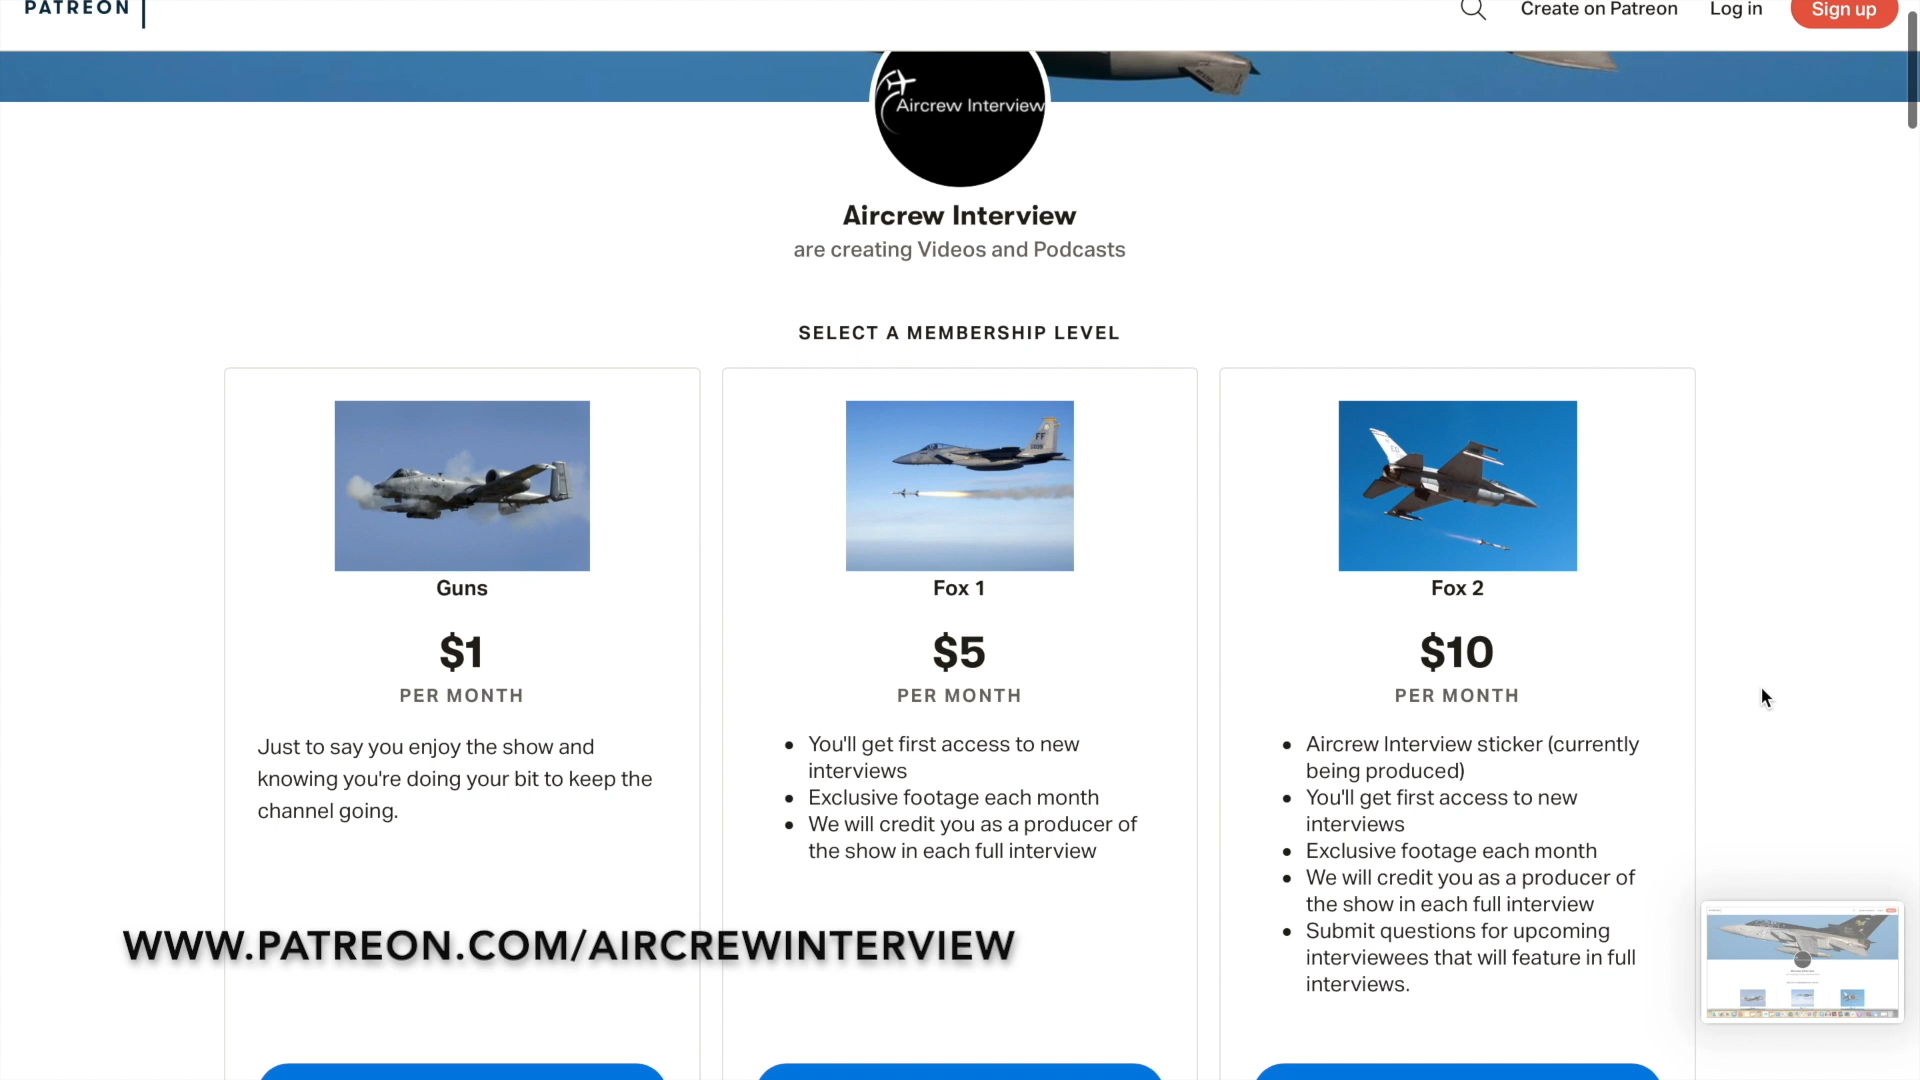 PATREON
Create on Patreon
Log in
Sign up
Aircrew Interview
Aircrew Interview
are creating Videos and Podcasts
SELECT A MEMBERSHIP LEVEL
FF
Guns
$1
PER MONTH
Just to say you enjoy the show and
knowing you're doing your bit to keep the
channel going.
Fox 1
$5
PER MONTH
You'll get first access to new
interviews
Exclusive footage each month
We will credit you as a producer of
the show in each full interview
Fox 2
$10
PER MONTH
Aircrew Interview sticker (currently
being produced)
You'll get first access to new
interviews
Exclusive footage each month
We will credit you as a producer of
the show in each full interview
Submit questions for upcoming
interviewees that will feature in full
interviews.
WWW.PATREON.COM/AIRCREWINTERVIEW